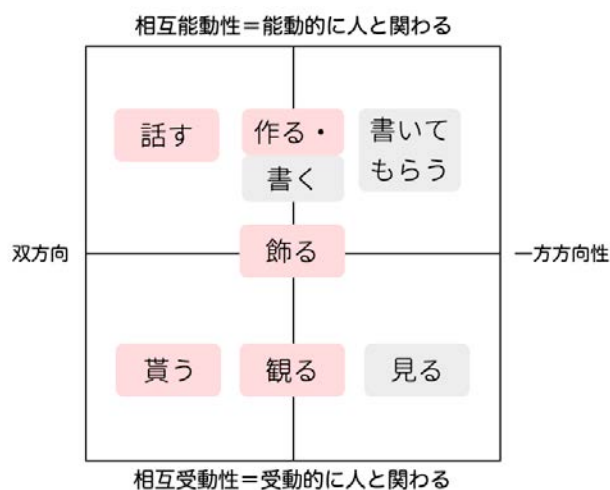 相互能動性＝能動的に人と関わる
話す
作る・
書く
書いて
もらう
双方向
飾る
一方方向性
貰う
観る
見る
相互受動性＝受動的に人と関わる